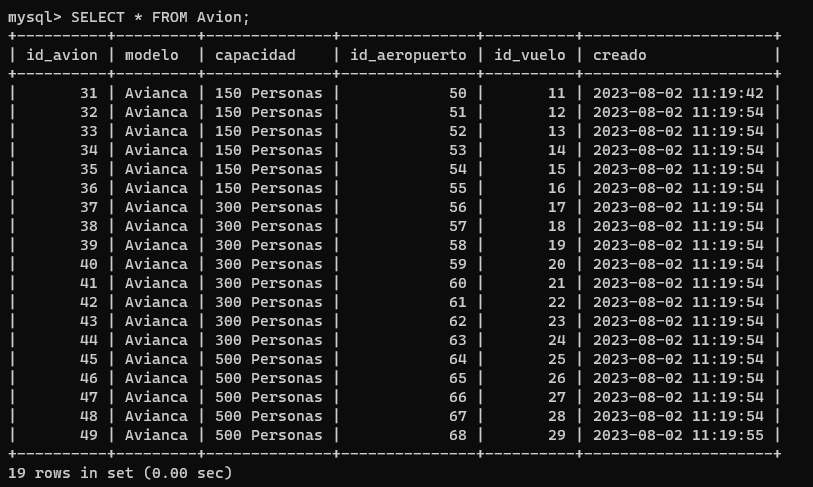 mysql> SELECT * FROM Avion;
+----------+---------+--------------+---------------+----------+---------------------+
| id_avion | modelo  | capacidad    | id_aeropuerto | id_vuelo | creado              |
+----------+---------+--------------+---------------+----------+---------------------+
|       31 | Avianca | 150 Personas |            50 |       11 | 2023-08-02 11:19:42 |
|       32 | Avianca | 150 Personas |            51 |       12 | 2023-08-02 11:19:54 |
|       33 | Avianca | 150 Personas |            52 |       13 | 2023-08-02 11:19:54 |
|       34 | Avianca | 150 Personas |            53 |       14 | 2023-08-02 11:19:54 |
|       35 | Avianca | 150 Personas |            54 |       15 | 2023-08-02 11:19:54 |
|       36 | Avianca | 150 Personas |            55 |       16 | 2023-08-02 11:19:54 |
|       37 | Avianca | 300 Personas |            56 |       17 | 2023-08-02 11:19:54 |
|       38 | Avianca | 300 Personas |            57 |       18 | 2023-08-02 11:19:54 |
|       39 | Avianca | 300 Personas |            58 |       19 | 2023-08-02 11:19:54 |
|       40 | Avianca | 300 Personas |            59 |       20 | 2023-08-02 11:19:54 |
|       41 | Avianca | 300 Personas |            60 |       21 | 2023-08-02 11:19:54 |
|       42 | Avianca | 300 Personas |            61 |       22 | 2023-08-02 11:19:54 |
|       43 | Avianca | 300 Personas |            62 |       23 | 2023-08-02 11:19:54 |
|       44 | Avianca | 300 Personas |            63 |       24 | 2023-08-02 11:19:54 |
|       45 | Avianca | 500 Personas |            64 |       25 | 2023-08-02 11:19:54 |
|       46 | Avianca | 500 Personas |            65 |       26 | 2023-08-02 11:19:54 |
|       47 | Avianca | 500 Personas |            66 |       27 | 2023-08-02 11:19:54 |
|       48 | Avianca | 500 Personas |            67 |       28 | 2023-08-02 11:19:54 |
|       49 | Avianca | 500 Personas |            68 |       29 | 2023-08-02 11:19:55 |
+----------+---------+--------------+---------------+----------+---------------------+
19 rows in set (0.00 sec)